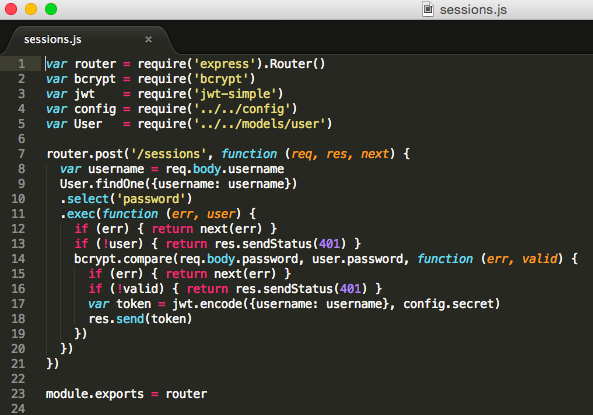 sessions.js
sessions.js ×
1 var router = require('express').Router()
2 var bcrypt = require('bcrypt')
3 var jwt    = require('jwt-simple')
4 var config = require('../../config')
5 var User   = require('../../models/user')
6
7 router.post('/sessions', function (req, res, next) {
8   var username = req.body.username
9   User.findOne({username: username})
10   .select('password')
11   .exec(function (err, user) {
12     if (err) { return next(err) }
13     if (!user) { return res.sendStatus(401) }
14     bcrypt.compare(req.body.password, user.password, function (err, valid) {
15       if (err) { return next(err) }
16       if (!valid) { return res.sendStatus(401) }
17       var token = jwt.encode({username: username}, config.secret)
18       res.send(token)
19     })
20   })
21 })
22
23 module.exports = router
24